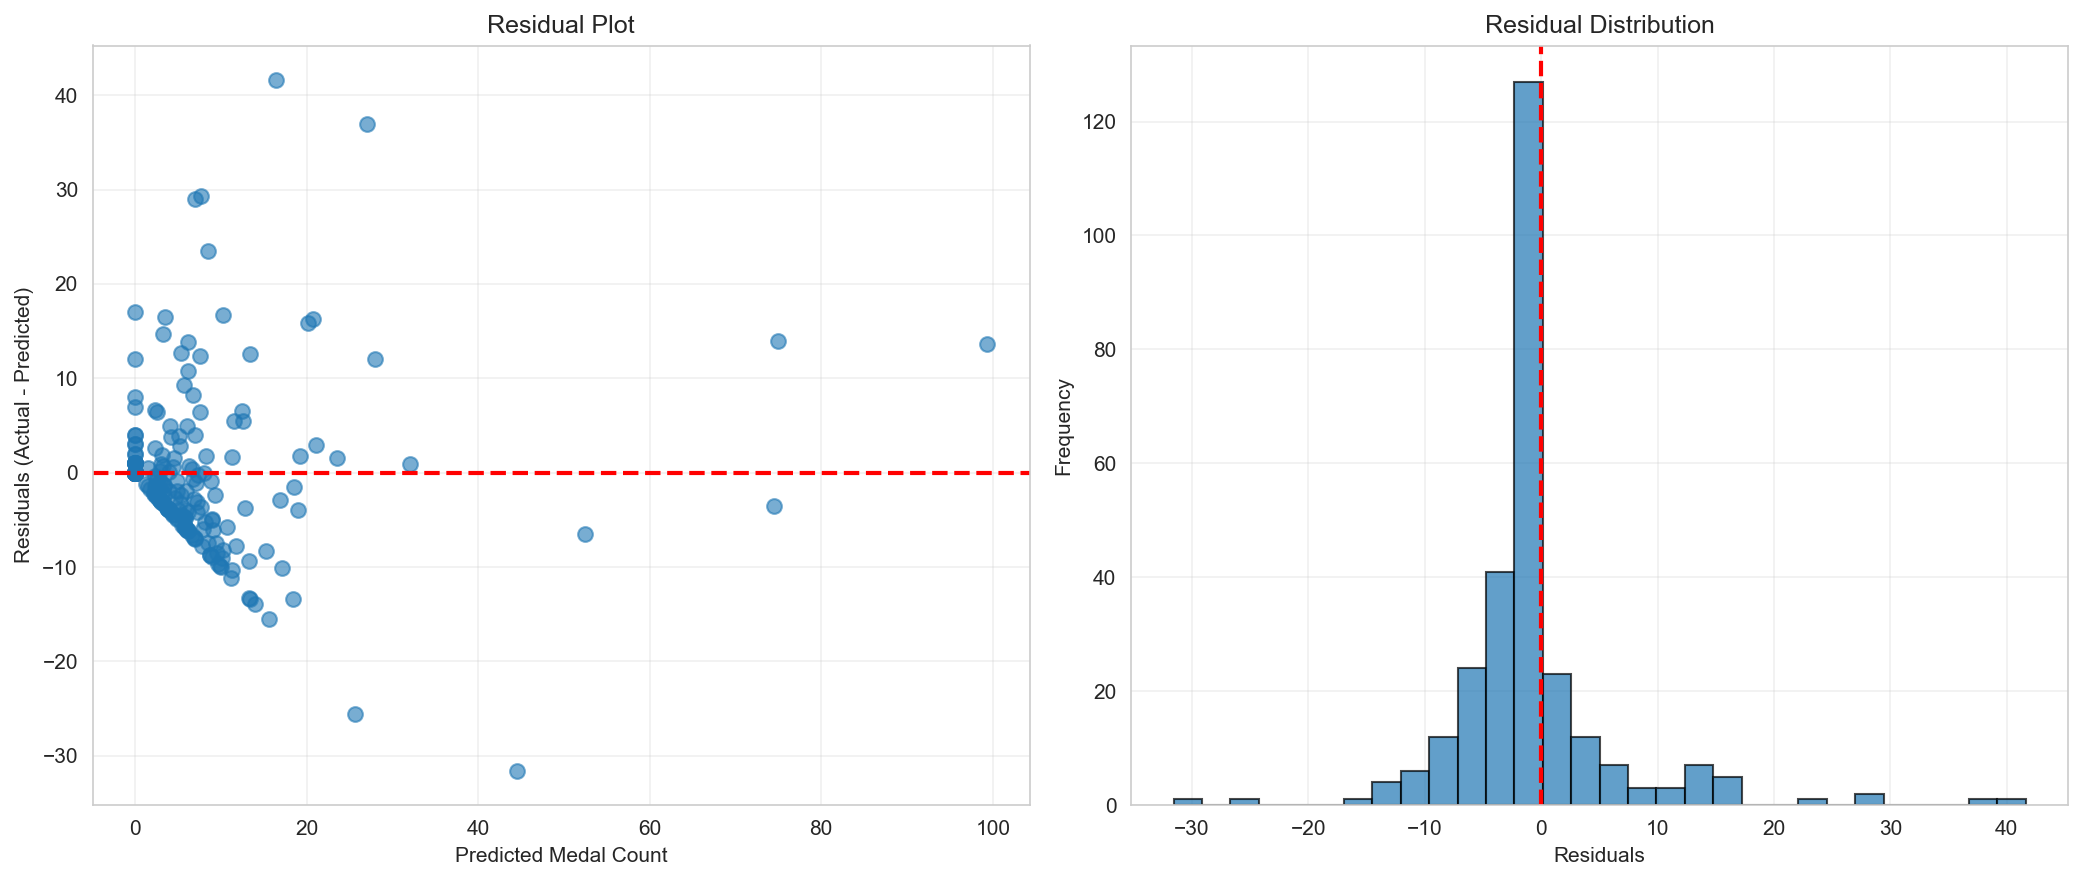 Residual Plot
Residuals (Actual - Predicted)
40
30
20
10
0
−10
−20
−30
0 20 40 60 80 100
Predicted Medal Count
Residual Distribution
Frequency
120
100
80
60
40
20
0
−30 −20 −10 0 10 20 30 40
Residuals